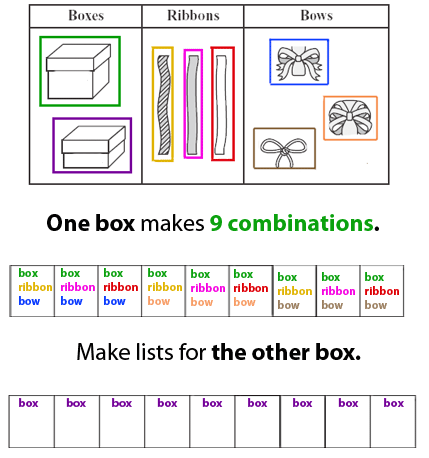 Boxes Ribbons Bows
One box makes 9 combinations.
box box box box box box box box box
ribbon ribbon ribbon ribbon ribbon ribbon ribbon ribbon ribbon
bow bow bow bow bow bow bow bow bow
Make lists for the other box.
box box box box box box box box box